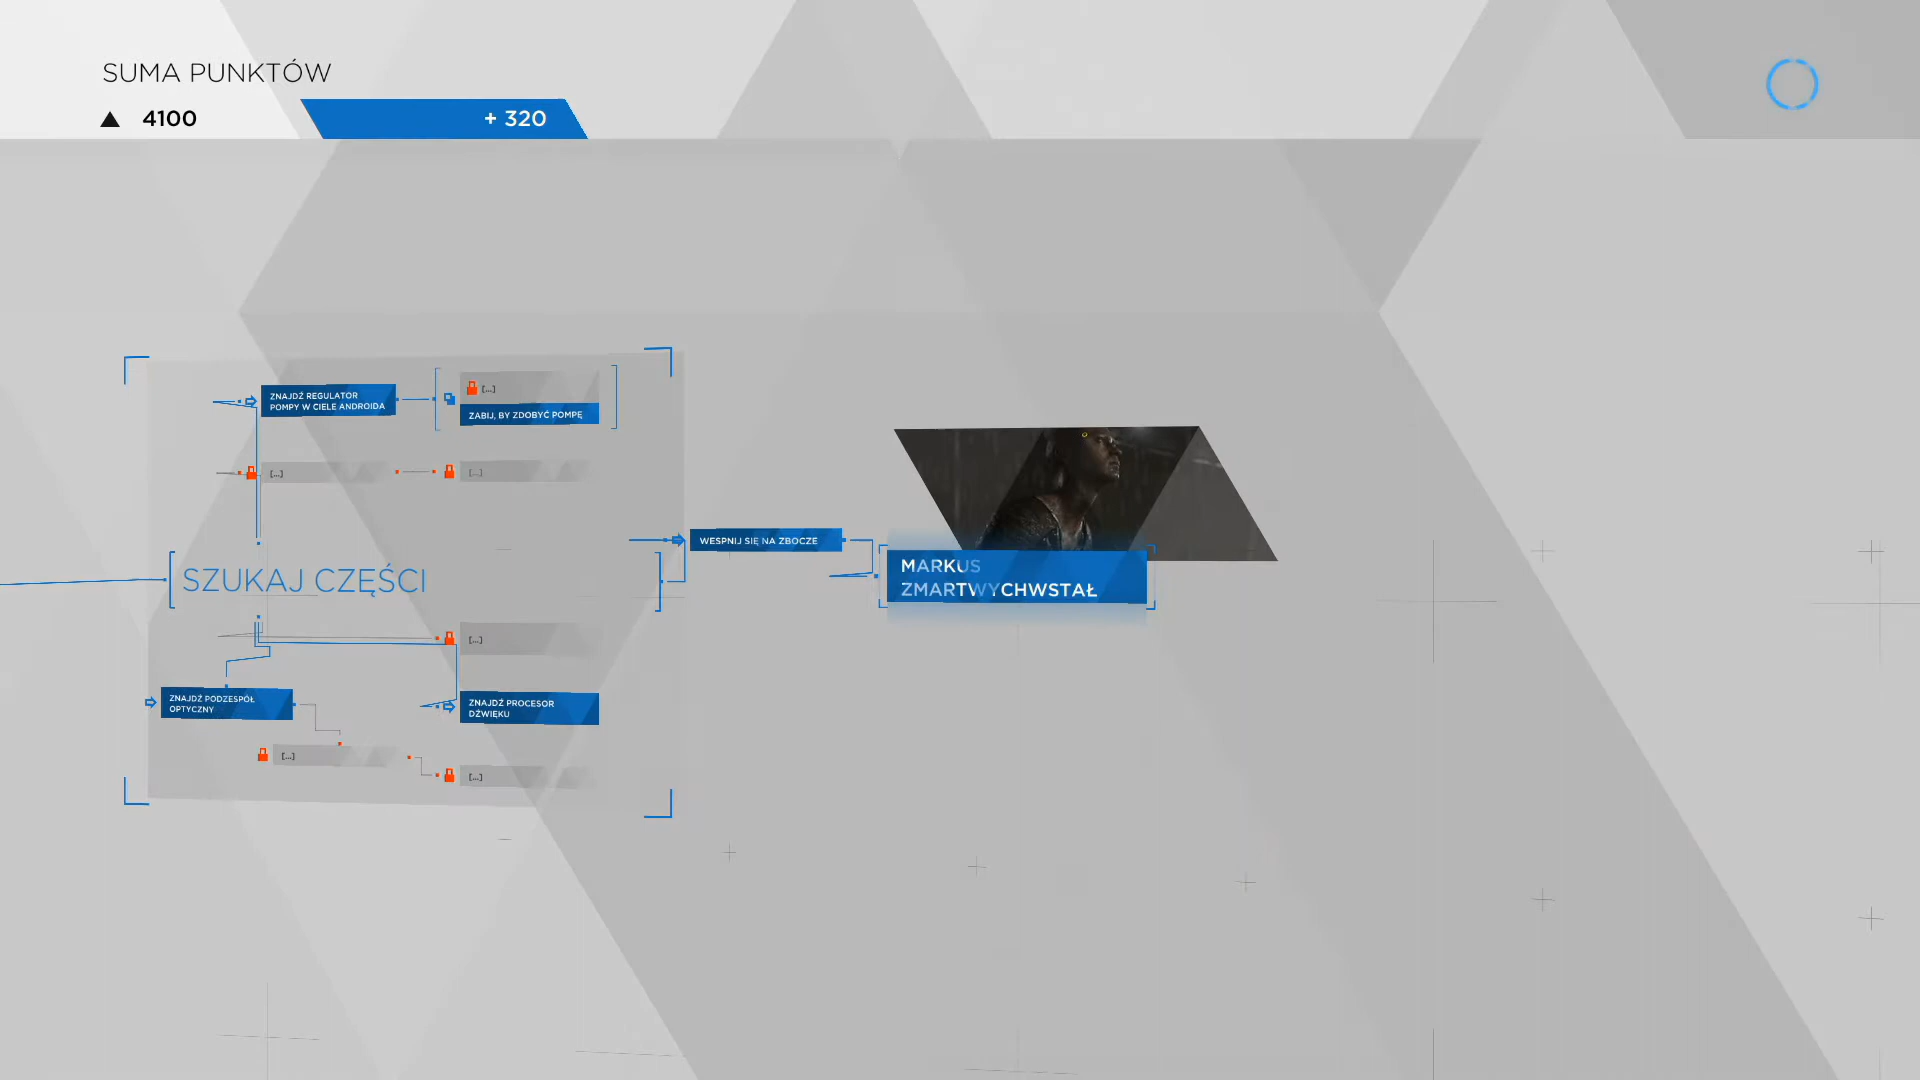 SUMA PUNKTÓW
4100
+ 320
ZNAJDŹ REGULATOR
POMPY W CIELE ANDROIDA
[...]
ZABIJ, BY ZDOBYĆ POMPĘ
[...]
[...]
WESPNIJ SIĘ NA ZBOCZE
MARKUS
ZMARTWYCHWSTAŁ
SZUKAJ CZĘŚCI
[...]
ZNAJDŹ PODZESPÓŁ
OPTYCZNY
ZNAJDŹ PROCESOR
DŹWIĘKU
[...]
[...]